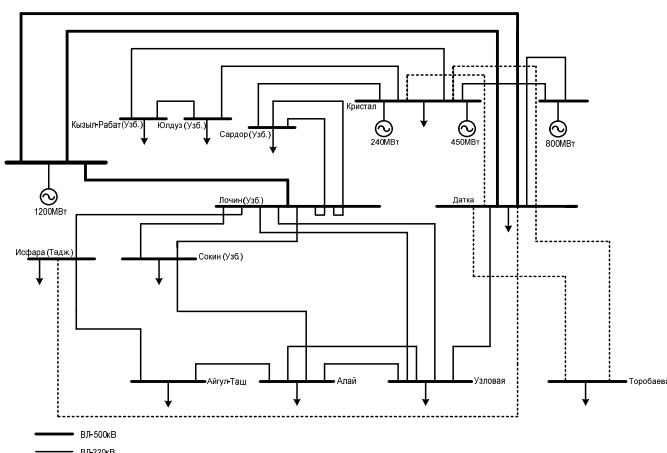 Кристал
Кызыл-Рабат(Узб.)
Юлдуз (Узб.)
Сардор(Узб.)
240МВт
450МВт
800МВт
1200МВт
Лочин(Узб.)
Датка
Исфара (Тадж.)
Сокин (Узб.)
Айгул-Таш
Алай
Узловая
Торобаева
ВЛ-500кВ
ВЛ-220кВ